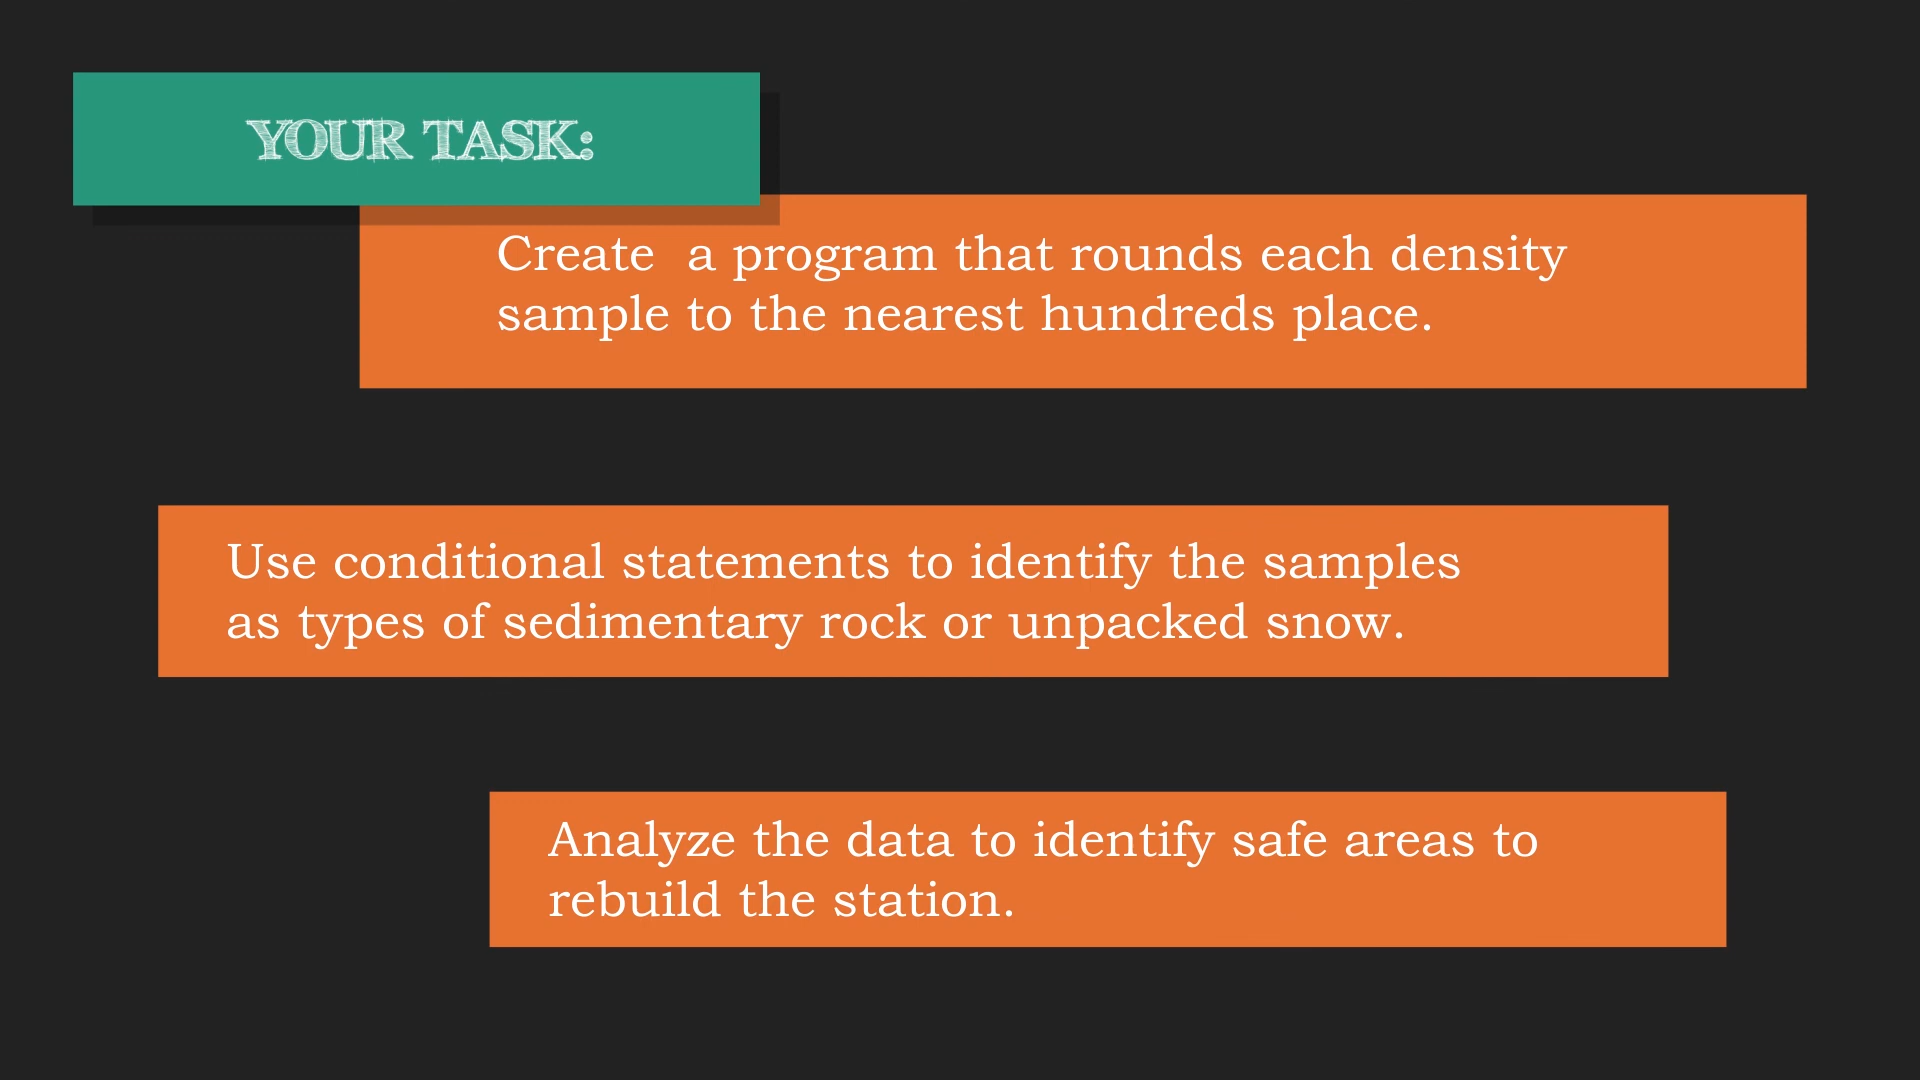 YOUR TASK:
Create  a program that rounds each density
sample to the nearest hundreds place.
Use conditional statements to identify the samples
as types of sedimentary rock or unpacked snow.
Analyze the data to identify safe areas to
rebuild the station.